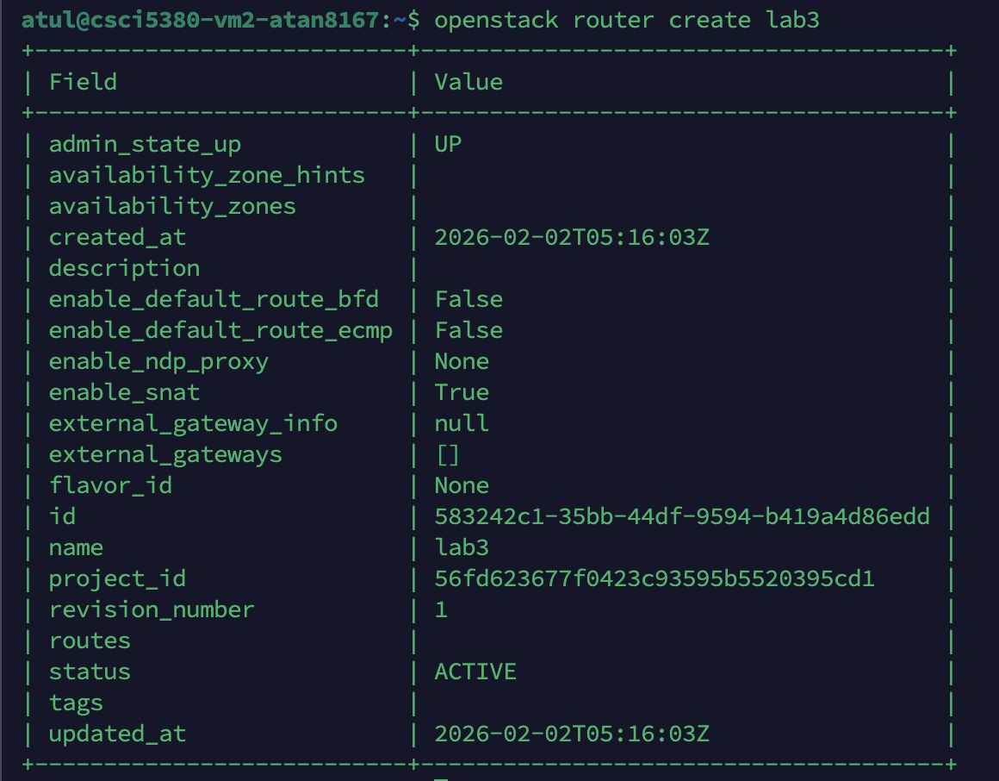 atul@csci5380-vm2-atan8167:~$ openstack router create lab3
+---------------------------+--------------------------------------+
| Field                     | Value                                |
+---------------------------+--------------------------------------+
| admin_state_up            | UP                                   |
| availability_zone_hints   |                                      |
| availability_zones        |                                      |
| created_at                | 2026-02-02T05:16:03Z                 |
| description               |                                      |
| enable_default_route_bfd  | False                                |
| enable_default_route_ecmp | False                                |
| enable_ndp_proxy          | None                                 |
| enable_snat               | True                                 |
| external_gateway_info     | null                                 |
| external_gateways         | []                                   |
| flavor_id                 | None                                 |
| id                        | 583242c1-35bb-44df-9594-b419a4d86edd |
| name                      | lab3                                 |
| project_id                | 56fd623677f0423c93595b5520395cd1     |
| revision_number           | 1                                    |
| routes                    |                                      |
| status                    | ACTIVE                               |
| tags                      |                                      |
| updated_at                | 2026-02-02T05:16:03Z                 |
+---------------------------+--------------------------------------+